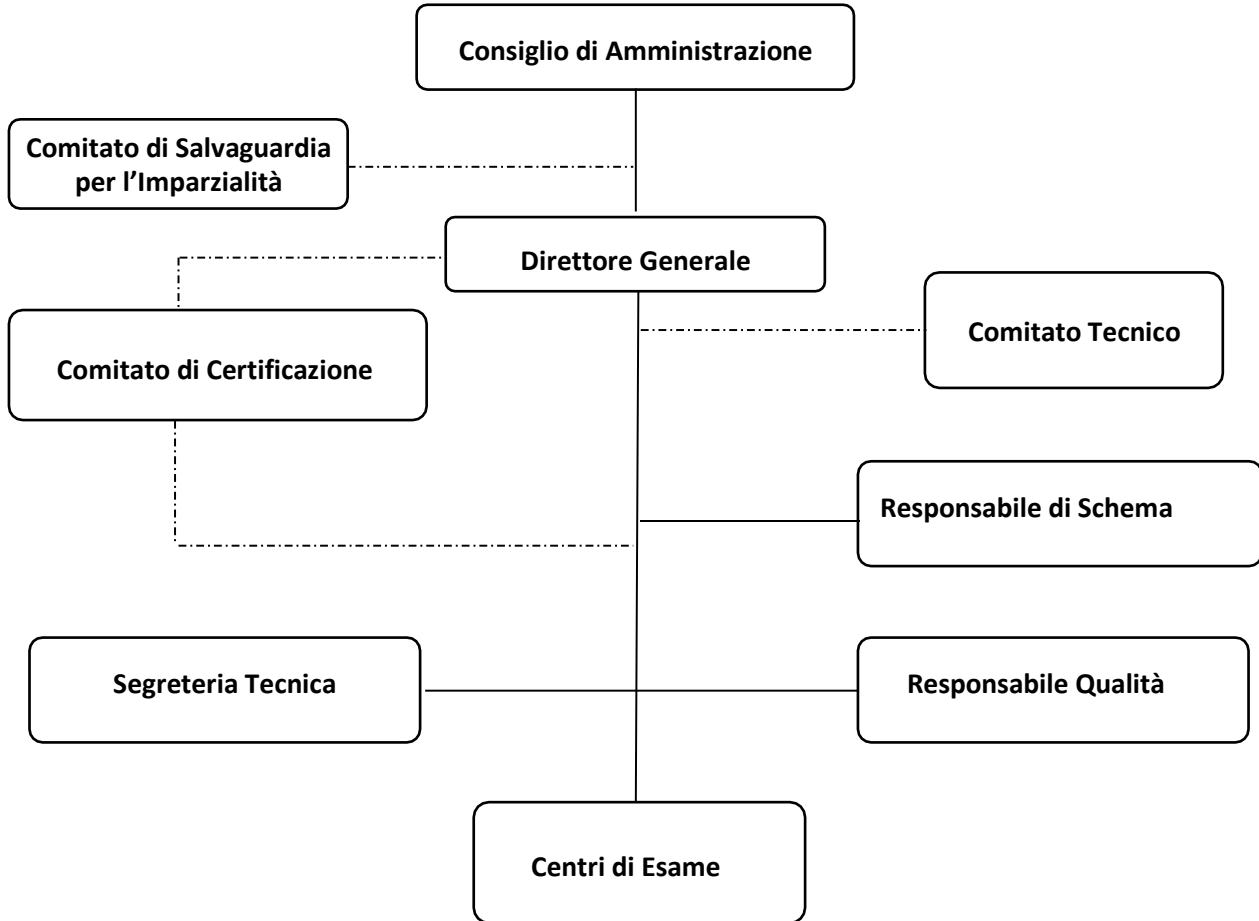 Consiglio di Amministrazione
Comitato di Salvaguardia
per l’Imparzialità
Direttore Generale
Comitato Tecnico
Comitato di Certificazione
Responsabile di Schema
Segreteria Tecnica
Responsabile Qualità
Centri di Esame